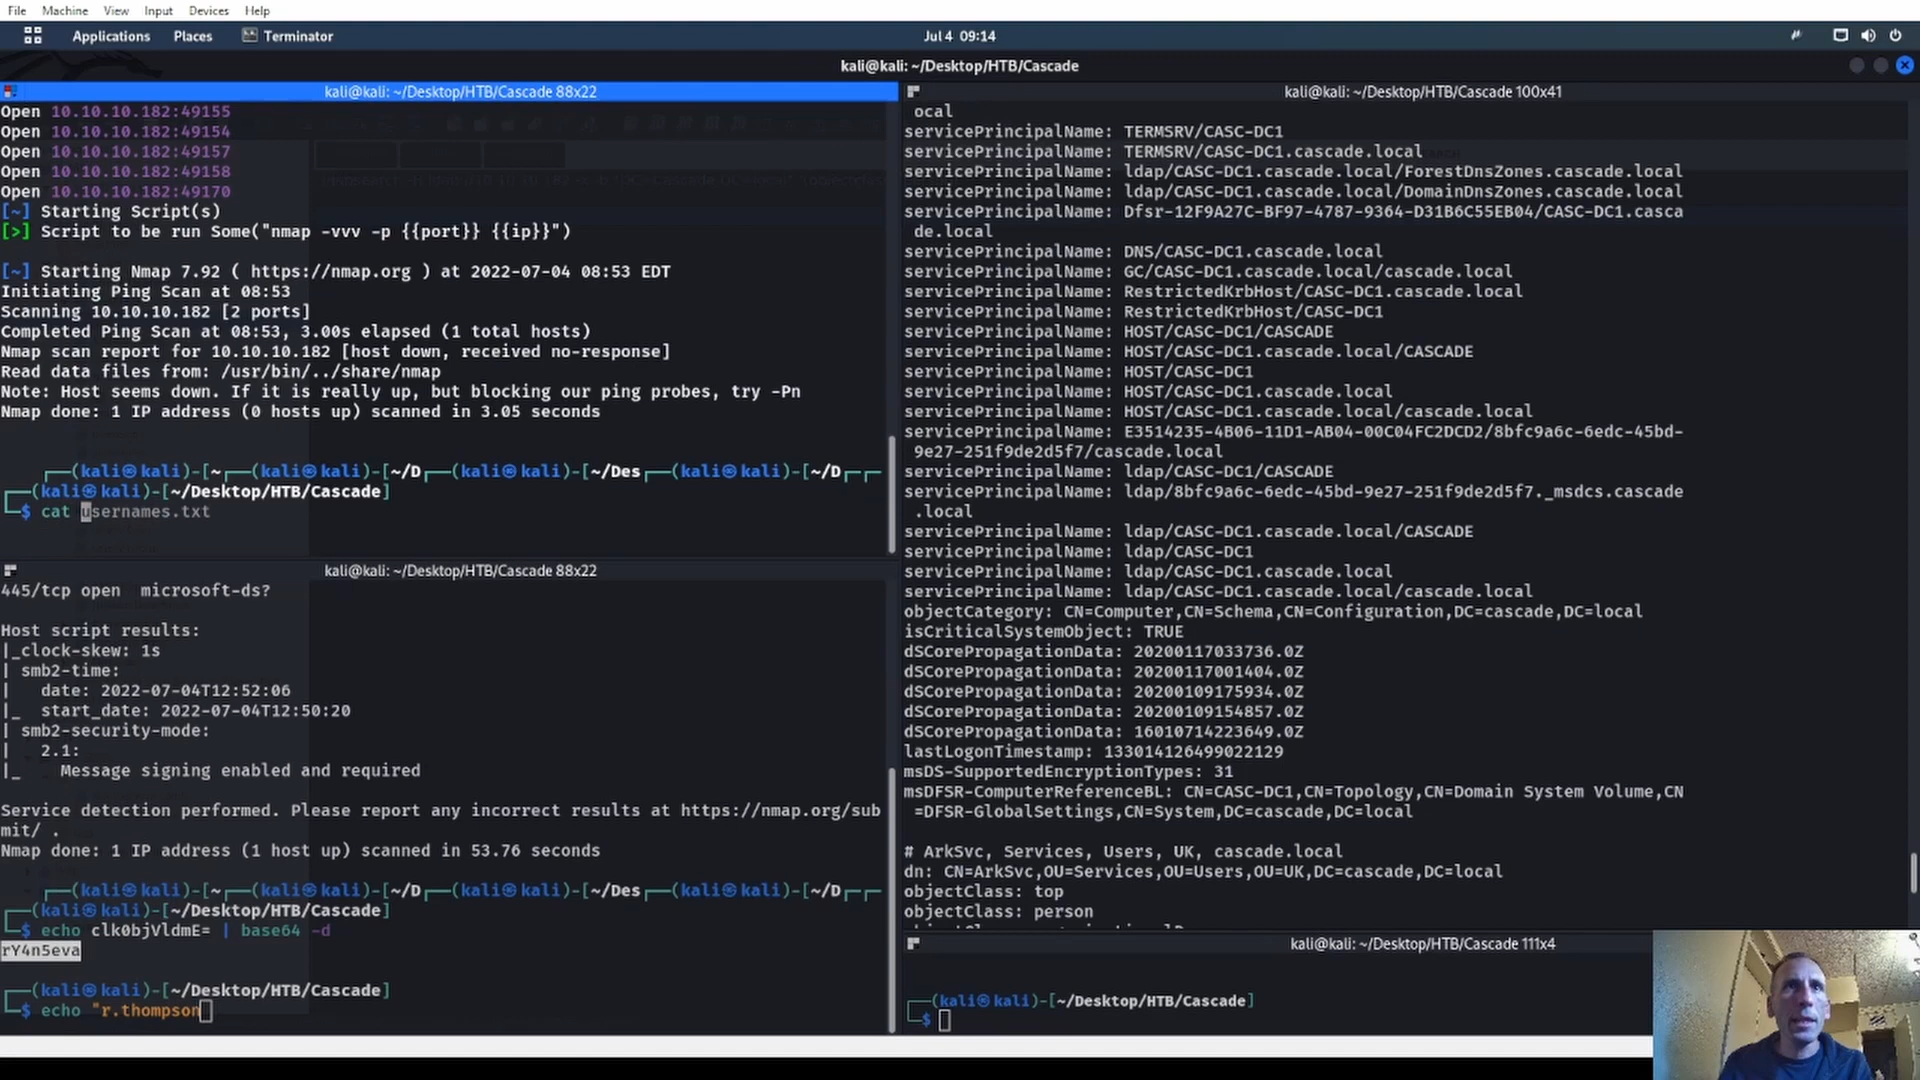 File Machine View Input Devices Help
Applications Places Terminator Jul 4 09:14
kali@kali: ~/Desktop/HTB/Cascade
kali@kali: ~/Desktop/HTB/Cascade 88x22
Open 10.10.10.182:49155
Open 10.10.10.182:49154
Open 10.10.10.182:49157
Open 10.10.10.182:49158
Open 10.10.10.182:49170
[~] Starting Script(s)
[>] Script to be run Some("nmap -vvv -p {{port}} {{ip}}")
[~] Starting Nmap 7.92 ( https://nmap.org ) at 2022-07-04 08:53 EDT
Initiating Ping Scan at 08:53
Scanning 10.10.10.182 [2 ports]
Completed Ping Scan at 08:53, 3.00s elapsed (1 total hosts)
Nmap scan report for 10.10.10.182 [host down, received no-response]
Read data files from: /usr/bin/../share/nmap
Note: Host seems down. If it is really up, but blocking our ping probes, try -Pn
Nmap done: 1 IP address (0 hosts up) scanned in 3.05 seconds
┌──(kali㉿kali)-[~┌──(kali㉿kali)-[~/D┌──(kali㉿kali)-[~/Des┌──(kali㉿kali)-[~/D┌─┌─
┌──(kali㉿kali)-[~/Desktop/HTB/Cascade]
└─$ cat usernames.txt
kali@kali: ~/Desktop/HTB/Cascade 88x22
445/tcp open  microsoft-ds?
Host script results:
|_clock-skew: 1s
| smb2-time:
|   date: 2022-07-04T12:52:06
|_  start_date: 2022-07-04T12:50:20
| smb2-security-mode:
|   2.1:
|_    Message signing enabled and required
Service detection performed. Please report any incorrect results at https://nmap.org/sub
mit/ .
Nmap done: 1 IP address (1 host up) scanned in 53.76 seconds
┌──(kali㉿kali)-[~┌──(kali㉿kali)-[~/D┌──(kali㉿kali)-[~/Des┌──(kali㉿kali)-[~/D┌─┌─
┌──(kali㉿kali)-[~/Desktop/HTB/Cascade]
└─$ echo clk0bjVldmE= | base64 -d
rY4n5eva
┌──(kali㉿kali)-[~/Desktop/HTB/Cascade]
└─$ echo "r.thompson
kali@kali: ~/Desktop/HTB/Cascade 100x41
ocal
servicePrincipalName: TERMSRV/CASC-DC1
servicePrincipalName: TERMSRV/CASC-DC1.cascade.local
servicePrincipalName: ldap/CASC-DC1.cascade.local/ForestDnsZones.cascade.local
servicePrincipalName: ldap/CASC-DC1.cascade.local/DomainDnsZones.cascade.local
servicePrincipalName: Dfsr-12F9A27C-BF97-4787-9364-D31B6C55EB04/CASC-DC1.casca
de.local
servicePrincipalName: DNS/CASC-DC1.cascade.local
servicePrincipalName: GC/CASC-DC1.cascade.local/cascade.local
servicePrincipalName: RestrictedKrbHost/CASC-DC1.cascade.local
servicePrincipalName: RestrictedKrbHost/CASC-DC1
servicePrincipalName: HOST/CASC-DC1/CASCADE
servicePrincipalName: HOST/CASC-DC1.cascade.local/CASCADE
servicePrincipalName: HOST/CASC-DC1
servicePrincipalName: HOST/CASC-DC1.cascade.local
servicePrincipalName: HOST/CASC-DC1.cascade.local/cascade.local
servicePrincipalName: E3514235-4B06-11D1-AB04-00C04FC2DCD2/8bfc9a6c-6edc-45bd-
9e27-251f9de2d5f7/cascade.local
servicePrincipalName: ldap/CASC-DC1/CASCADE
servicePrincipalName: ldap/8bfc9a6c-6edc-45bd-9e27-251f9de2d5f7._msdcs.cascade
.local
servicePrincipalName: ldap/CASC-DC1.cascade.local/CASCADE
servicePrincipalName: ldap/CASC-DC1
servicePrincipalName: ldap/CASC-DC1.cascade.local
servicePrincipalName: ldap/CASC-DC1.cascade.local/cascade.local
objectCategory: CN=Computer,CN=Schema,CN=Configuration,DC=cascade,DC=local
isCriticalSystemObject: TRUE
dSCorePropagationData: 20200117033736.0Z
dSCorePropagationData: 20200117001404.0Z
dSCorePropagationData: 20200109175934.0Z
dSCorePropagationData: 20200109154857.0Z
dSCorePropagationData: 16010714223649.0Z
lastLogonTimestamp: 133014126499022129
msDS-SupportedEncryptionTypes: 31
msDFSR-ComputerReferenceBL: CN=CASC-DC1,CN=Topology,CN=Domain System Volume,CN
=DFSR-GlobalSettings,CN=System,DC=cascade,DC=local
# ArkSvc, Services, Users, UK, cascade.local
dn: CN=ArkSvc,OU=Services,OU=Users,OU=UK,DC=cascade,DC=local
objectClass: top
objectClass: person
kali@kali: ~/Desktop/HTB/Cascade 111x4
┌──(kali㉿kali)-[~/Desktop/HTB/Cascade]
└─$